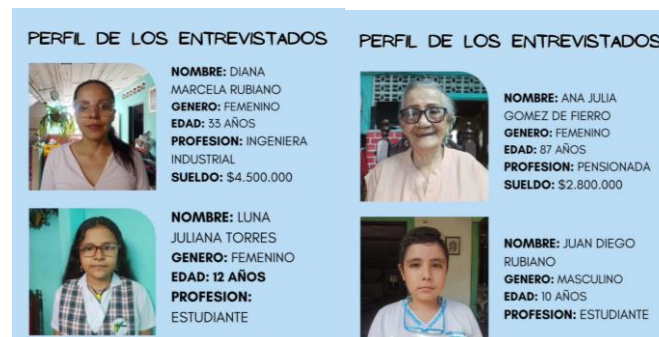 PERFIL DE LOS ENTREVISTADOS
NOMBRE: DIANA
MARCELA RUBIANO
GENERO: FEMENINO
EDAD: 33 AÑOS
PROFESION: INGENIERA
INDUSTRIAL
SUELDO: $4.500.000
NOMBRE: LUNA
JULIANA TORRES
GENERO: FEMENINO
EDAD: 12 AÑOS
PROFESION:
ESTUDIANTE
PERFIL DE LOS ENTREVISTADOS
NOMBRE: ANA JULIA
GOMEZ DE FIERRO
GENERO: FEMENINO
EDAD: 87 AÑOS
PROFESION: PENSIONADA
SUELDO: $2.800.000
NOMBRE: JUAN DIEGO
RUBIANO
GENERO: MASCULINO
EDAD: 10 AÑOS
PROFESION: ESTUDIANTE